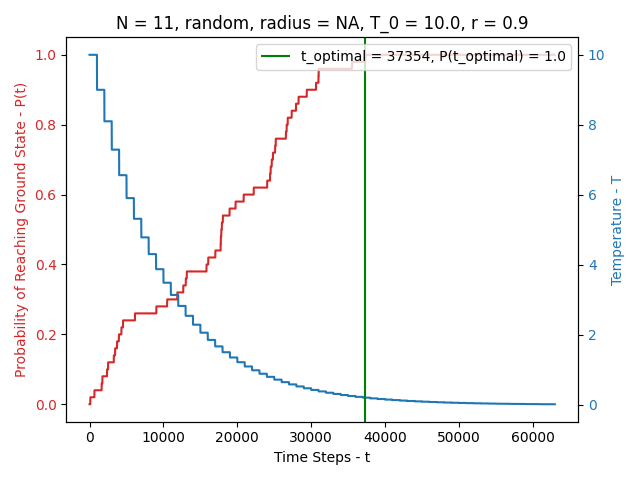 N = 11, random, radius = NA, T_0 = 10.0, r = 0.9
t_optimal = 37354, P(t_optimal) = 1.0
Probability of Reaching Ground State - P(t)
1.0
0.8
0.6
0.4
0.2
0.0
10
8
6
4
2
0
Temperature - T
0 10000 20000 30000 40000 50000 60000
Time Steps - t